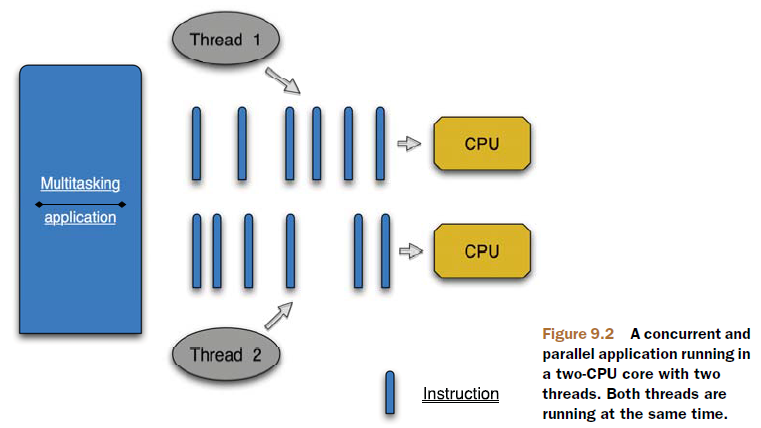 Thread 1
CPU
Multitasking
application
CPU
Thread 2
Instruction
Figure 9.2 A concurrent and
parallel application running in
a two-CPU core with two
threads. Both threads are
running at the same time.